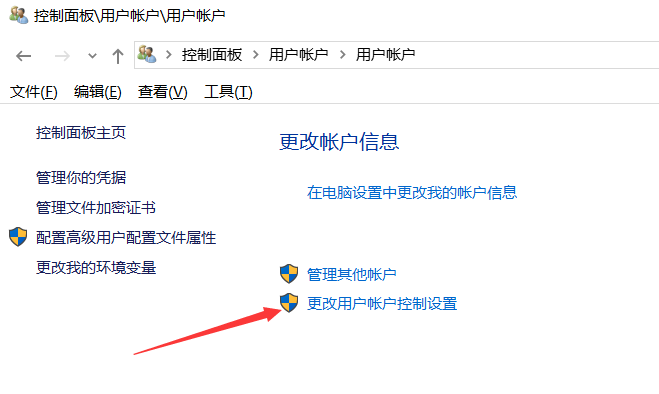 控制面板\用户帐户\用户帐户
控制面板 > 用户帐户 > 用户帐户
文件(F) 编辑(E) 查看(V) 工具(T)
控制面板主页
管理你的凭据
管理文件加密证书
配置高级用户配置文件属性
更改我的环境变量
更改帐户信息
在电脑设置中更改我的帐户信息
管理其他帐户
更改用户帐户控制设置